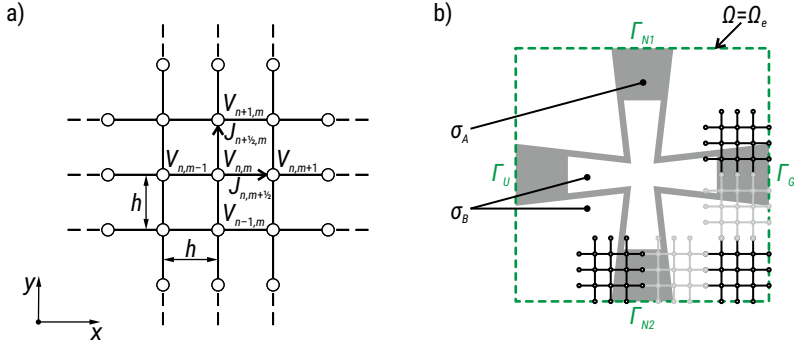 a)
V_{n+1,m}
J_{n+½,m}
V_{n,m-1} V_{n,m} V_{n,m+1}
J_{n,m+½}
h
V_{n-1,m}
h
y
x
b)
Ω=Ω_e
Γ_{N1}
σ_A
Γ_U
Γ_G
σ_B
Γ_{N2}